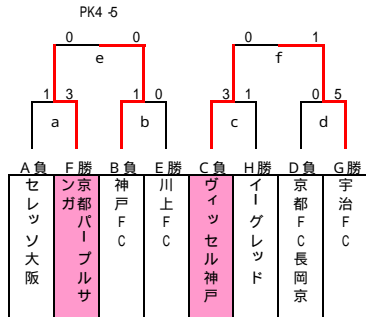 PK4-5
0 0 0 1
e f
1 3 1 0 3 1 0 5
a b c d
A負 F勝 B負 E勝 C負 H勝 D負 G勝
セレッソ大阪
京都パープルサンガ
神戸FC
川上FC
ヴィッセル神戸
イーグレッド
京都FC長岡京
宇治FC